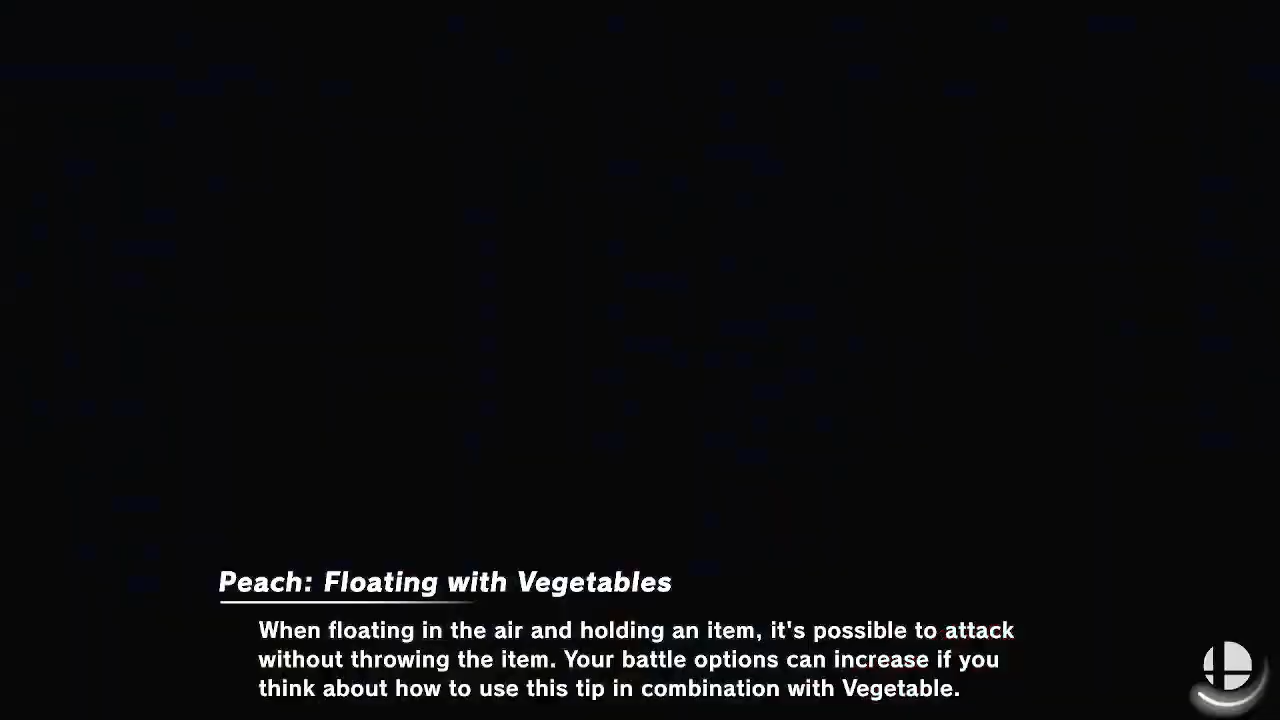 Peach: Floating with Vegetables
When floating in the air and holding an item, it's possible to attack
without throwing the item. Your battle options can increase if you
think about how to use this tip in combination with Vegetable.